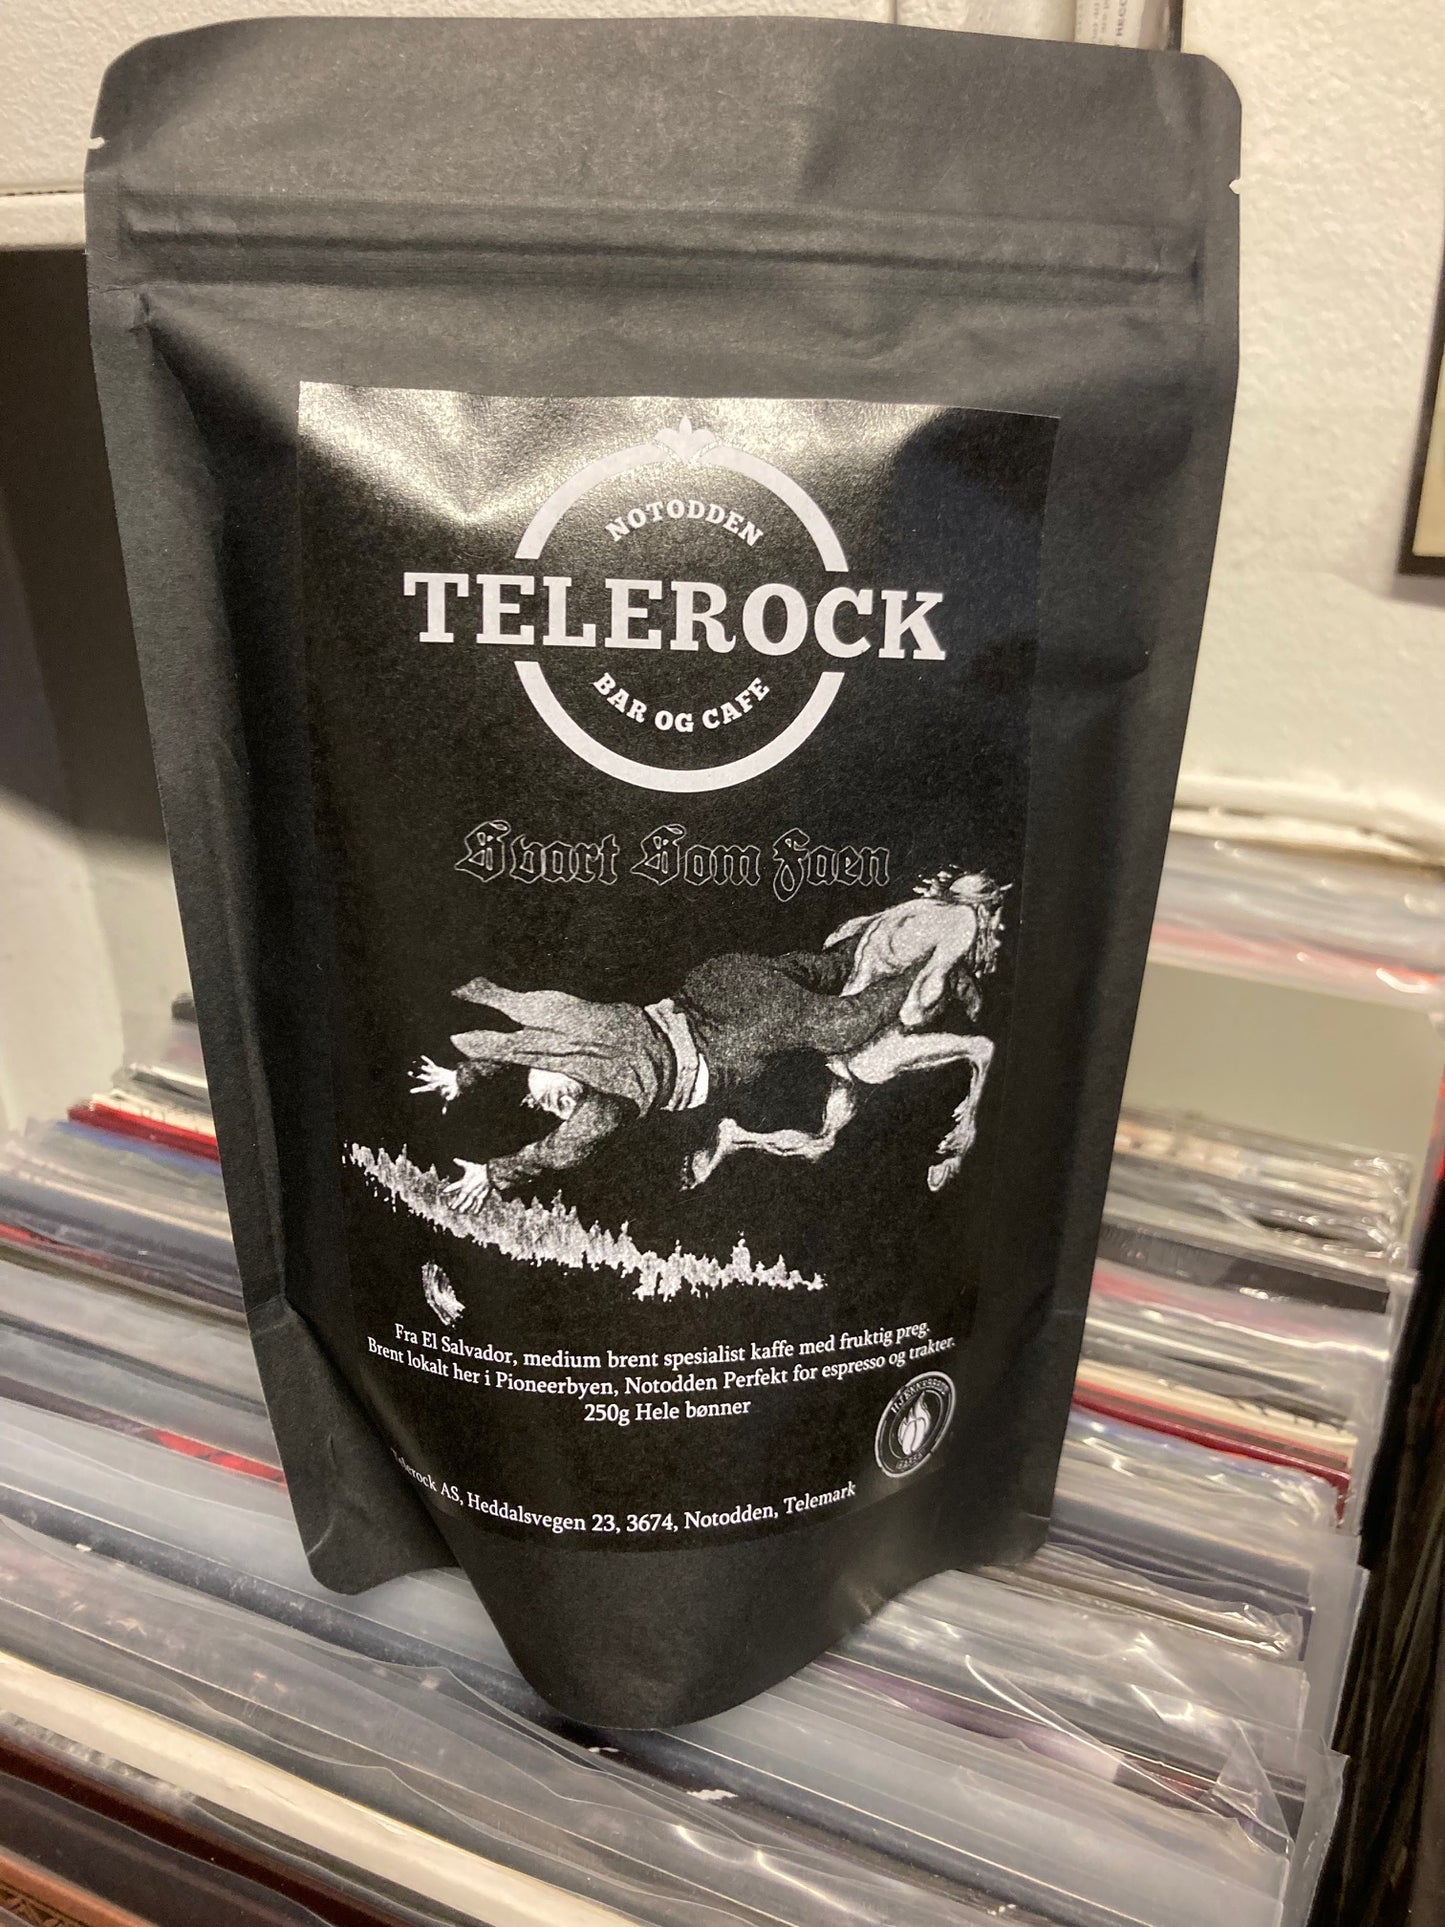 NOTODDEN
TELEROCK
BAR OG CAFE
Svart Som Faen
Fra El Salvador, medium brent spesialist kaffe med fruktig preg.
Brent lokalt her i Pioneerbyen, Notodden Perfekt for espresso og trakter.
250g Hele bønner
Telerock AS, Heddalsvegen 23, 3674, Notodden, Telemark